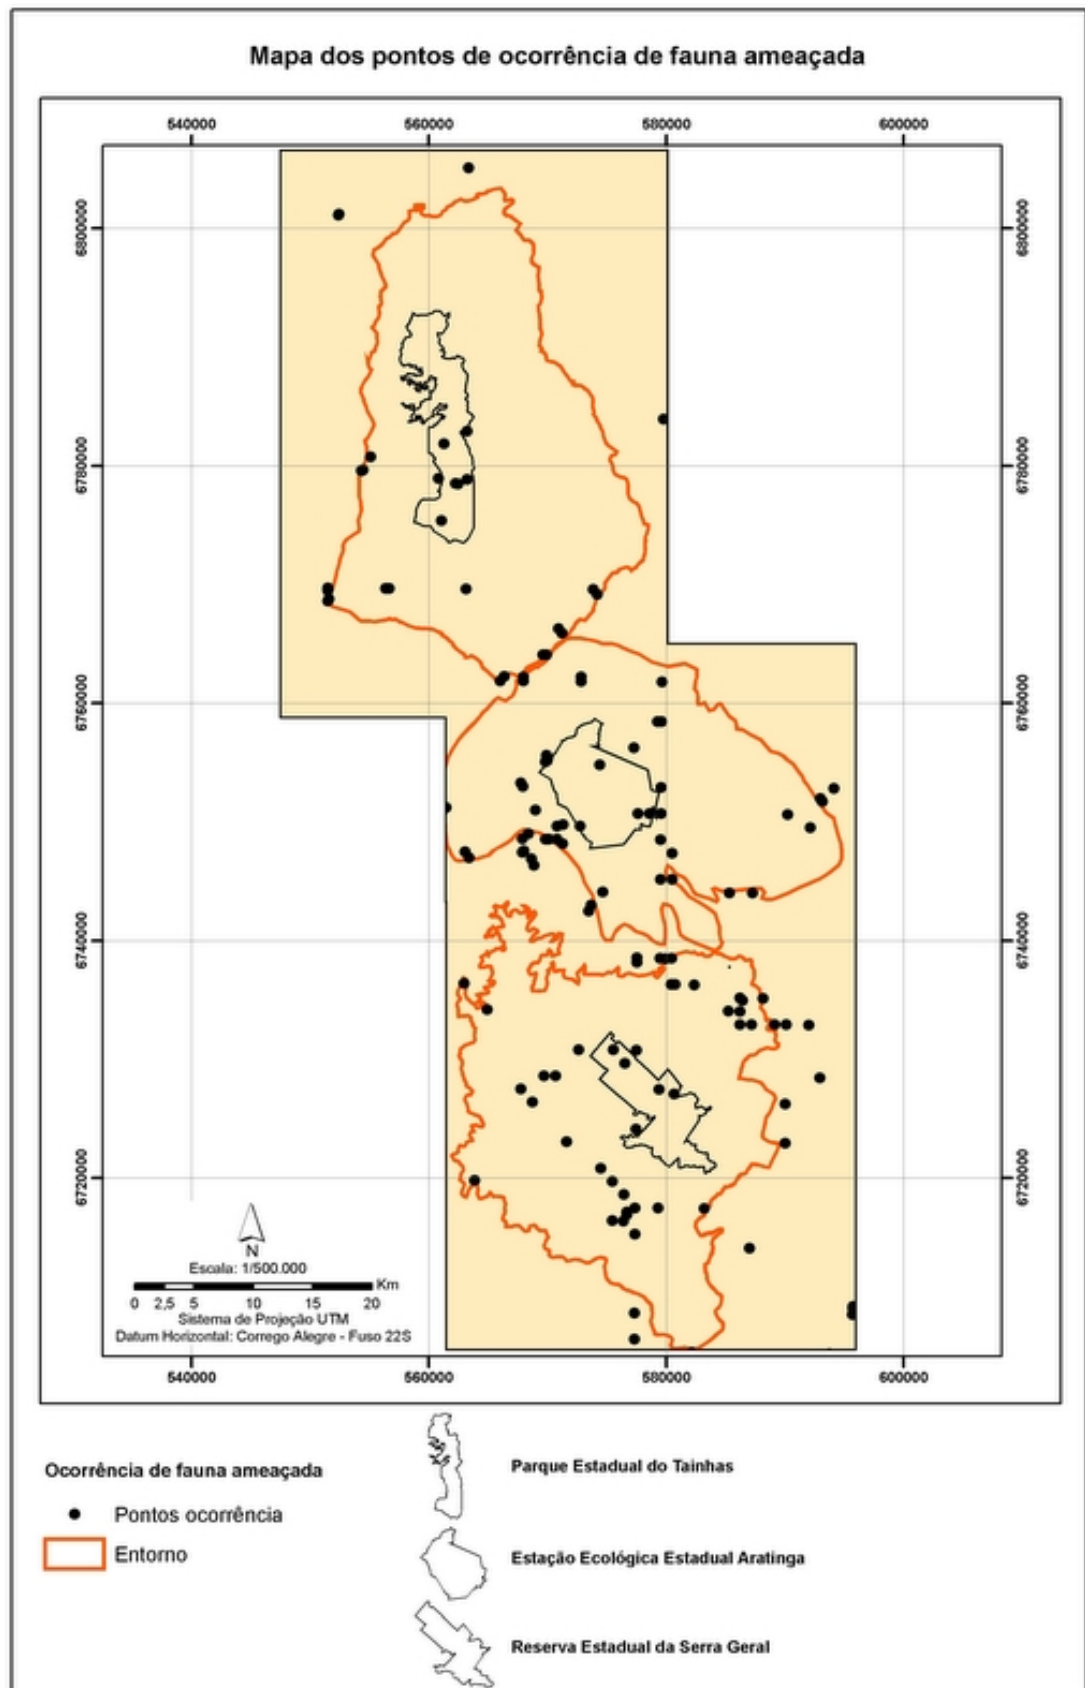 Mapa dos pontos de ocorrência de fauna ameaçada
540000 560000 580000 600000
6800000 6800000
6780000 6780000
6760000 6760000
6740000 6740000
6720000 6720000
N
Escala: 1/500.000
Km
0 2,5 5 10 15 20
Sistema de Projeção UTM
Datum Horizontal: Corrego Alegre - Fuso 22S
540000 560000 580000 600000
Ocorrência de fauna ameaçada
Pontos ocorrência
Entorno
Parque Estadual do Tainhas
Estação Ecológica Estadual Aratinga
Reserva Estadual da Serra Geral